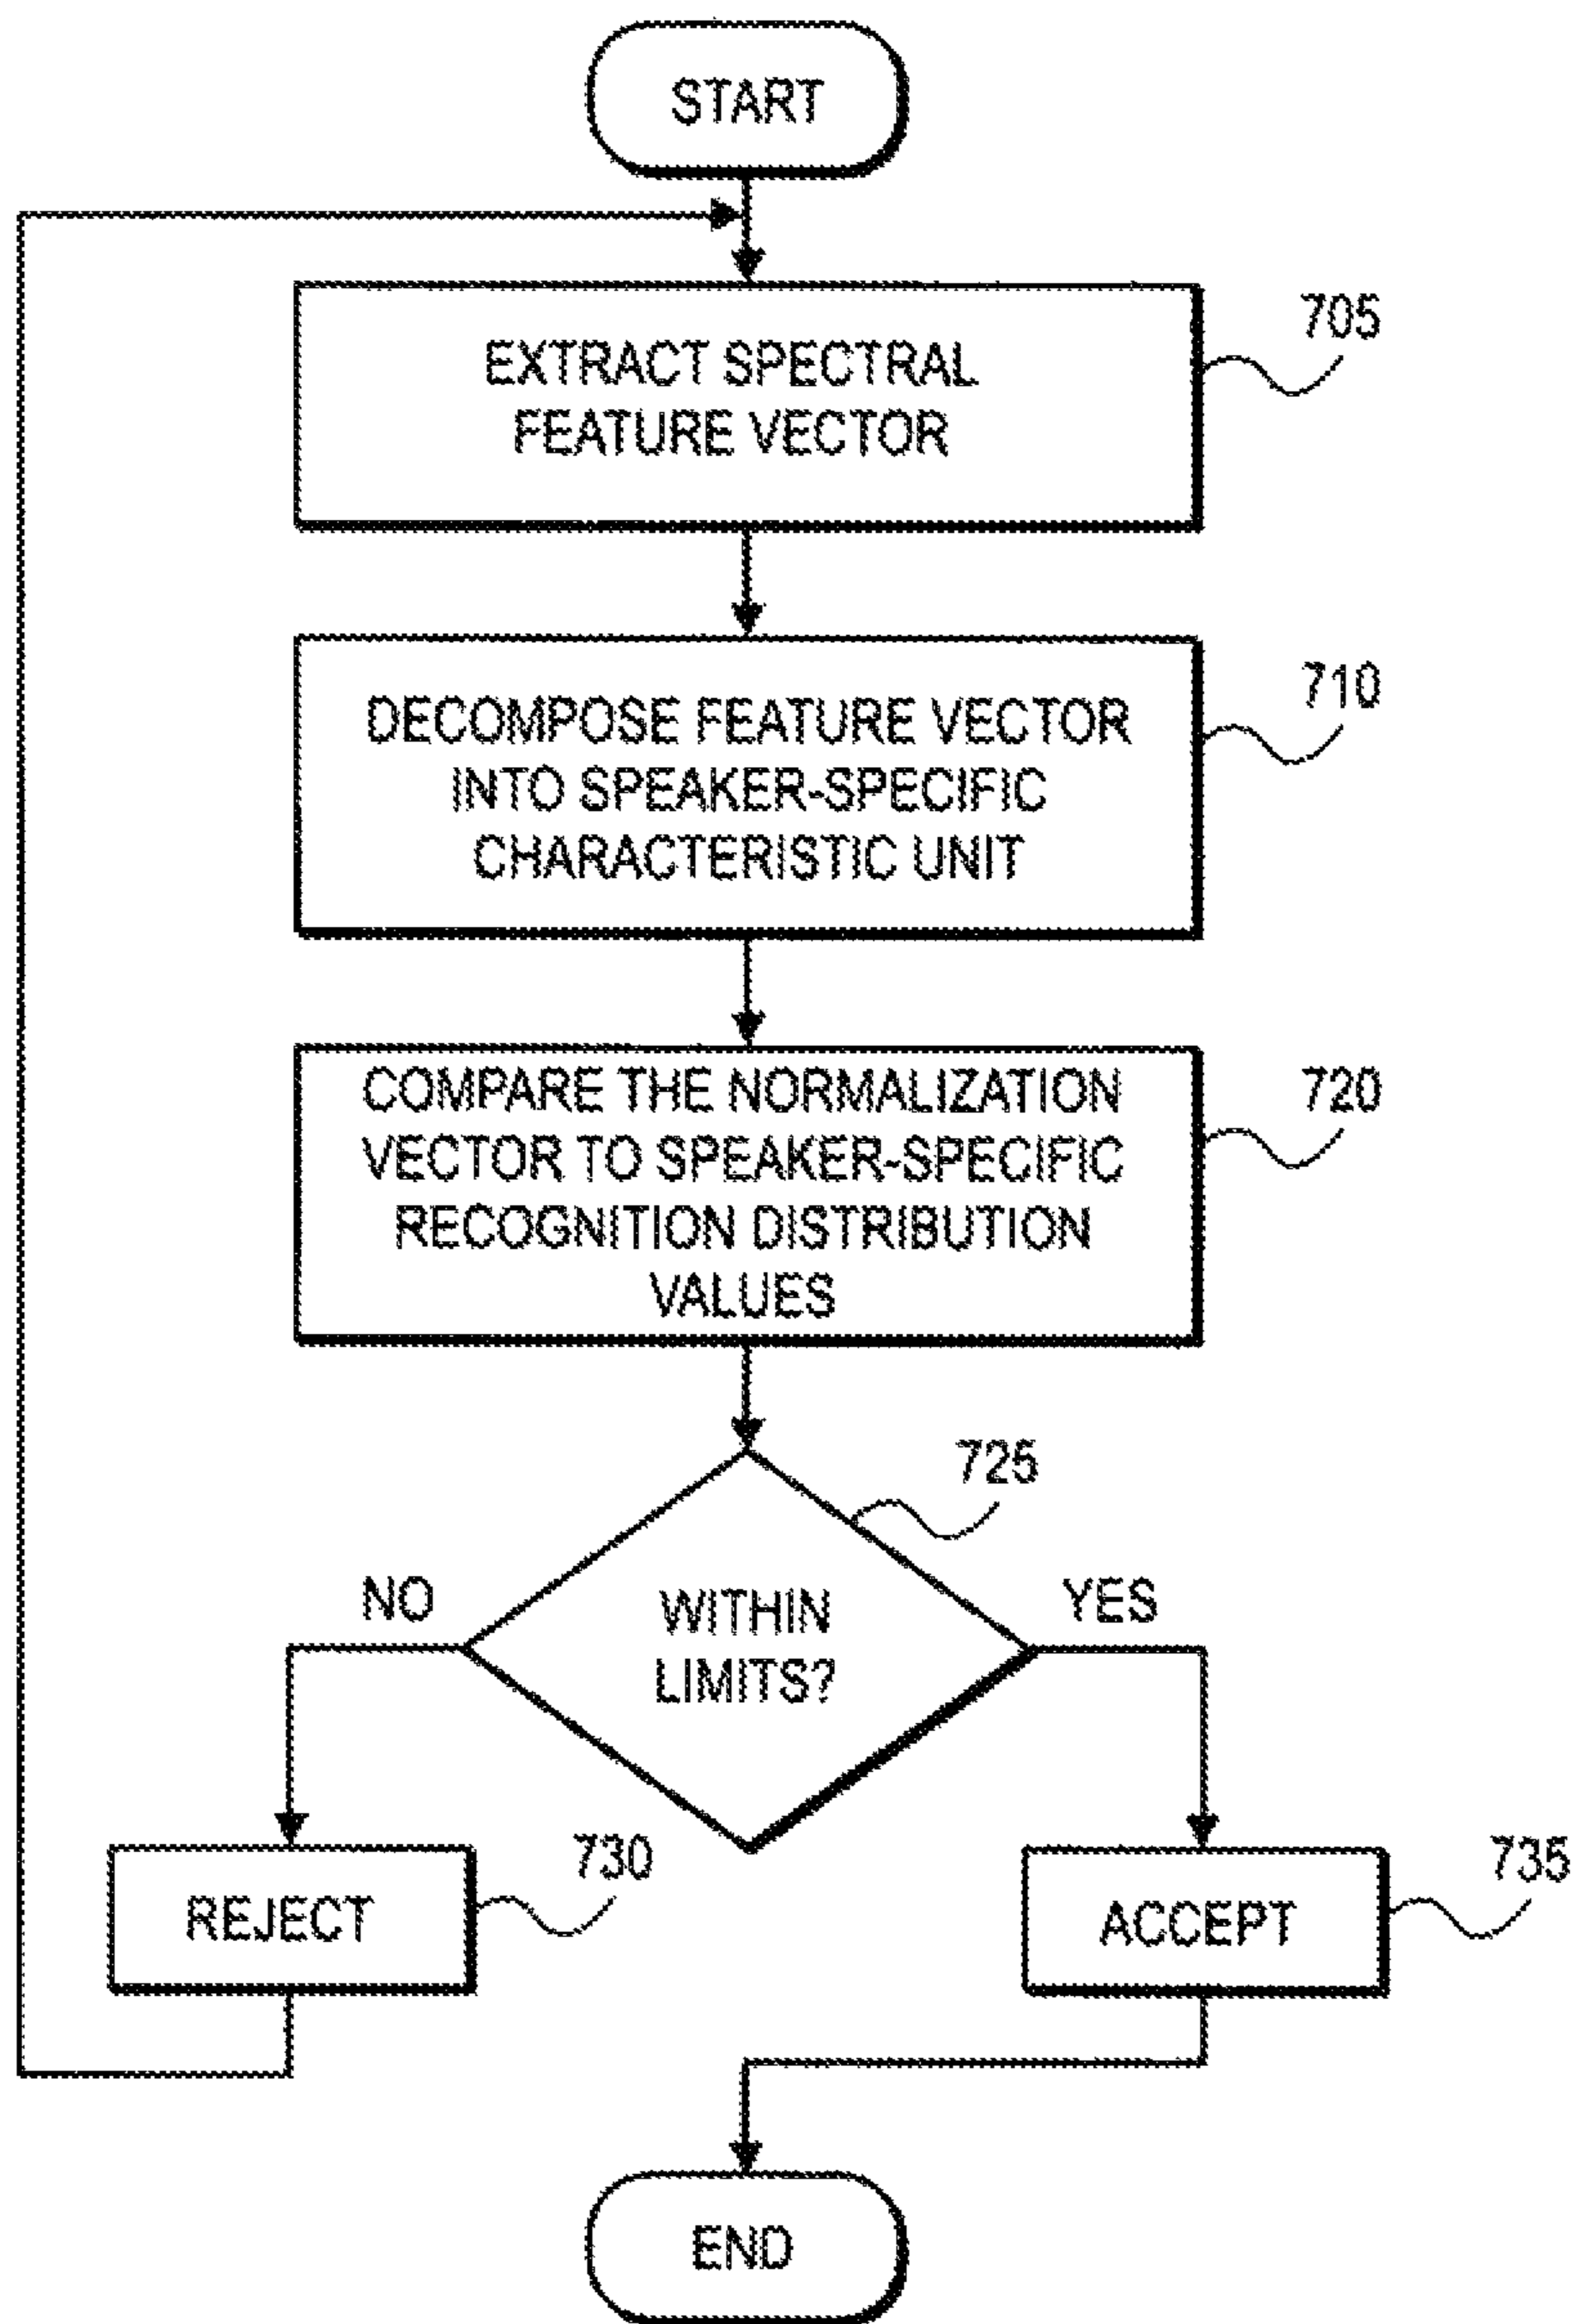 START
EXTRACT SPECTRAL
FEATURE VECTOR
705
DECOMPOSE FEATURE VECTOR
INTO SPEAKER-SPECIFIC
CHARACTERISTIC UNIT
710
COMPARE THE NORMALIZATION
VECTOR TO SPEAKER-SPECIFIC
RECOGNITION DISTRIBUTION
VALUES
720
725
NO
WITHIN
LIMITS?
YES
REJECT
730
ACCEPT
735
END